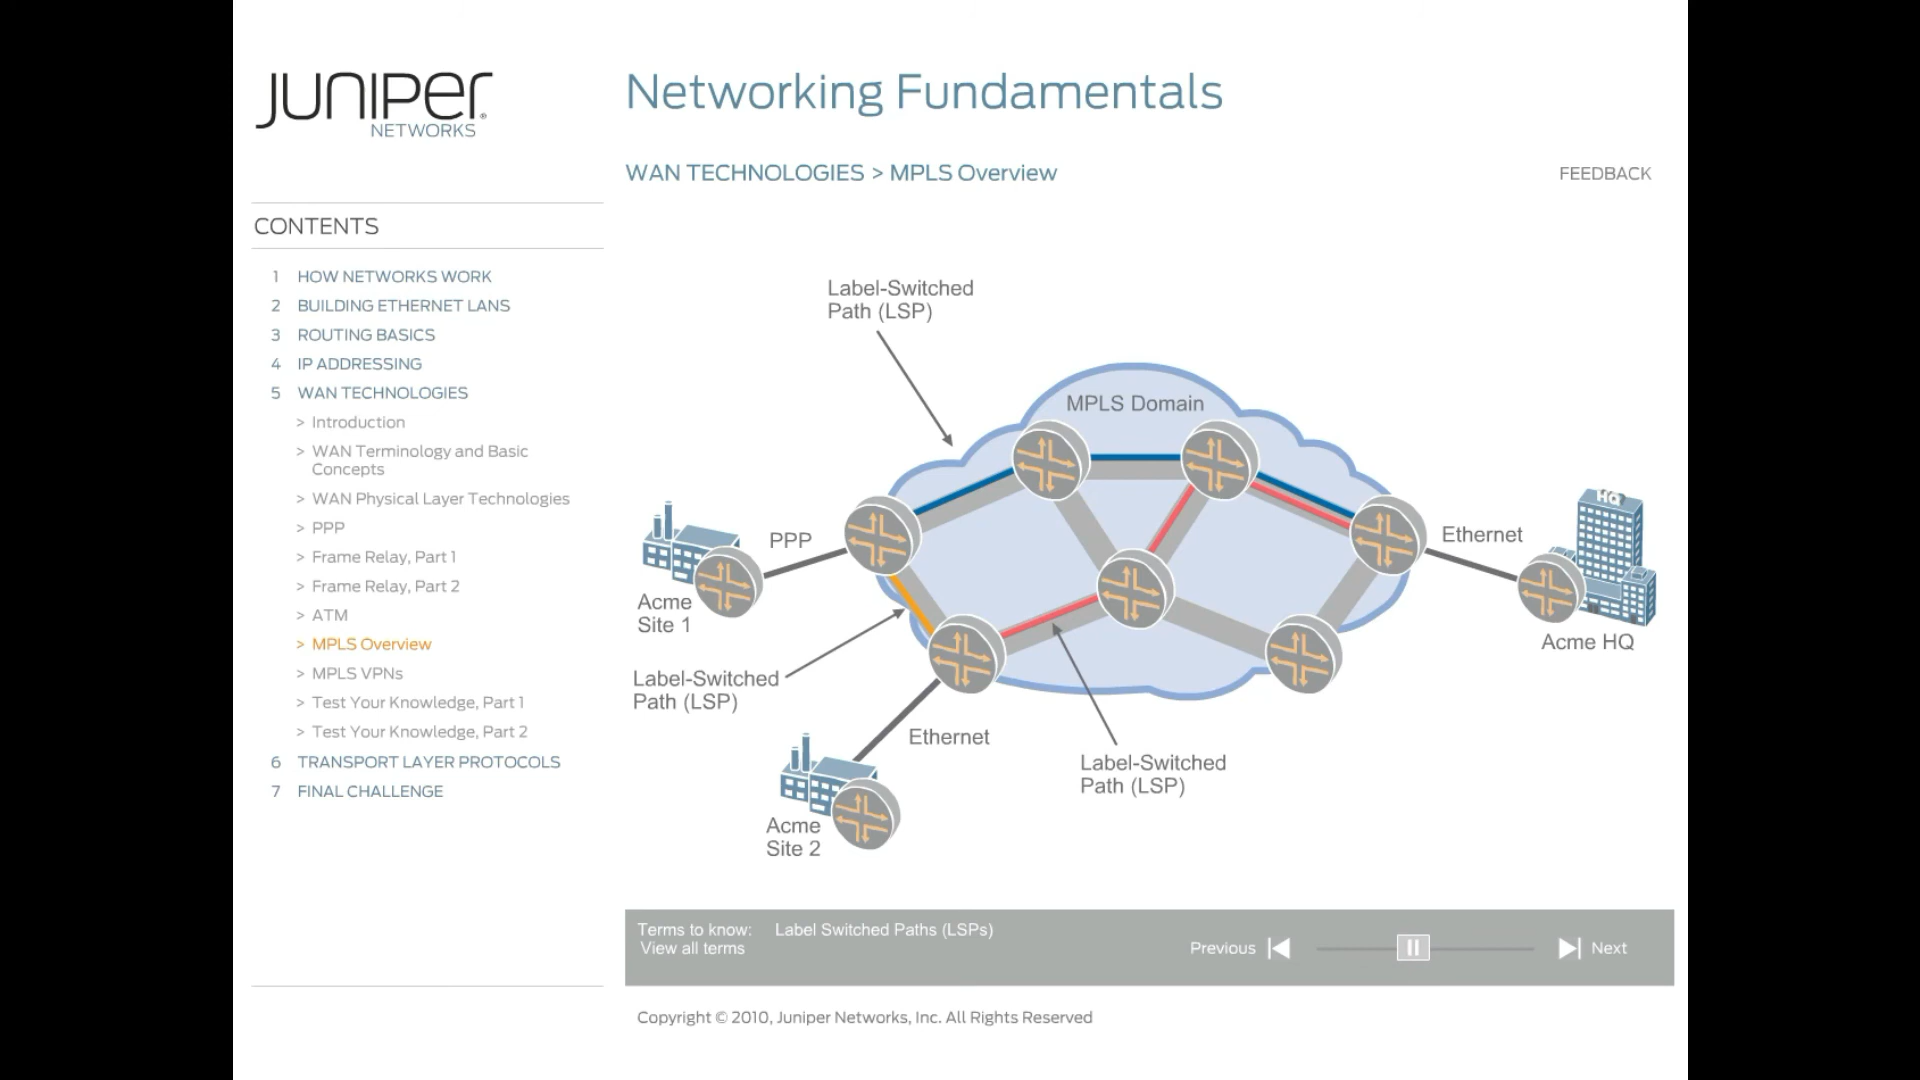 JUNIPer
NETWORKS
Networking Fundamentals
WAN TECHNOLOGIES > MPLS Overview
FEEDBACK
CONTENTS
1 HOW NETWORKS WORK
2 BUILDING ETHERNET LANS
3 ROUTING BASICS
4 IP ADDRESSING
5 WAN TECHNOLOGIES
> Introduction
> WAN Terminology and Basic
Concepts
> WAN Physical Layer Technologies
> PPP
> Frame Relay, Part 1
> Frame Relay, Part 2
> ATM
> MPLS Overview
> MPLS VPNs
> Test Your Knowledge, Part 1
> Test Your Knowledge, Part 2
6 TRANSPORT LAYER PROTOCOLS
7 FINAL CHALLENGE
Label-Switched
Path (LSP)
MPLS Domain
PPP
Acme
Site 1
Ethernet
HQ
Acme HQ
Label-Switched
Path (LSP)
Ethernet
Label-Switched
Path (LSP)
Acme
Site 2
Terms to know: Label Switched Paths (LSPs)
View all terms
Previous
Next
Copyright © 2010, Juniper Networks, Inc. All Rights Reserved